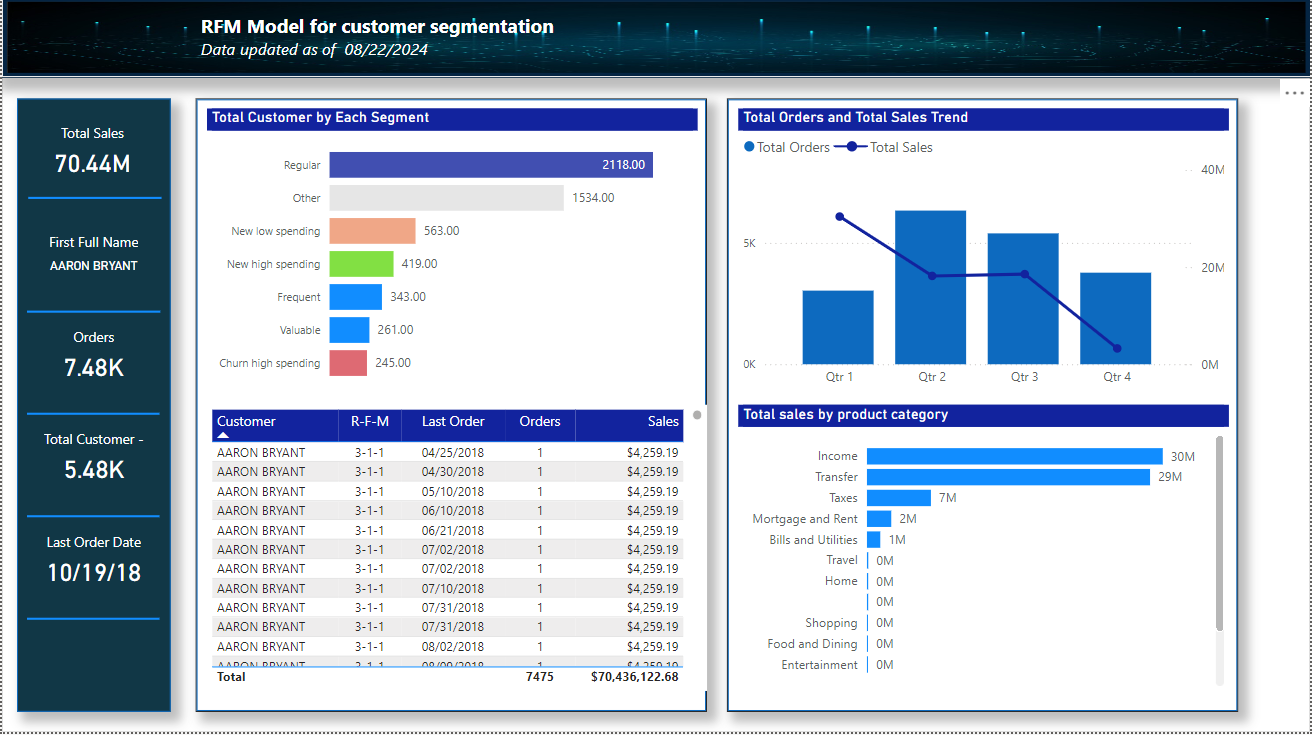 RFM Model for customer segmentation
Data updated as of 08/22/2024
Total Sales
70.44M
First Full Name
AARON BRYANT
Orders
7.48K
Total Customer -
5.48K
Last Order Date
10/19/18
Total Customer by Each Segment
Regular 2118.00
Other 1534.00
New low spending 563.00
New high spending 419.00
Frequent 343.00
Valuable 261.00
Churn high spending 245.00
Customer R-F-M Last Order Orders Sales
AARON BRYANT 3-1-1 04/25/2018 1 $4,259.19
AARON BRYANT 3-1-1 04/30/2018 1 $4,259.19
AARON BRYANT 3-1-1 05/10/2018 1 $4,259.19
AARON BRYANT 3-1-1 06/10/2018 1 $4,259.19
AARON BRYANT 3-1-1 06/21/2018 1 $4,259.19
AARON BRYANT 3-1-1 07/02/2018 1 $4,259.19
AARON BRYANT 3-1-1 07/02/2018 1 $4,259.19
AARON BRYANT 3-1-1 07/10/2018 1 $4,259.19
AARON BRYANT 3-1-1 07/31/2018 1 $4,259.19
AARON BRYANT 3-1-1 07/31/2018 1 $4,259.19
AARON BRYANT 3-1-1 08/02/2018 1 $4,259.19
AARON BRYANT 3-1-1 1 $4,259.19
Total 7475 $70,436,122.68
Total Orders and Total Sales Trend
Total Orders Total Sales
40M
5K
20M
0K 0M
Qtr 1 Qtr 2 Qtr 3 Qtr 4
Total sales by product category
Income 30M
Transfer 29M
Taxes 7M
Mortgage and Rent 2M
Bills and Utilities 1M
Travel 0M
Home 0M
0M
Shopping 0M
Food and Dining 0M
Entertainment 0M